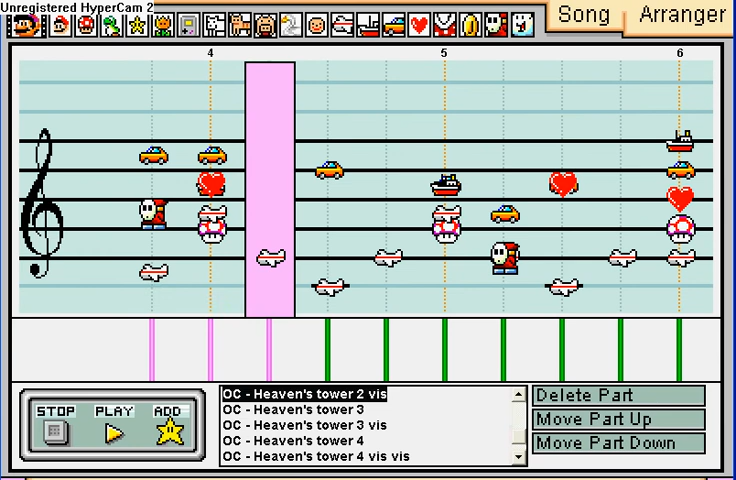 Unregistered HyperCam 2
Song
Arranger
4
5
6
STOP
PLAY
ADD
OC - Heaven's tower 2 vis
OC - Heaven's tower 3
OC - Heaven's tower 3 vis
OC - Heaven's tower 4
OC - Heaven's tower 4 vis vis
Delete Part
Move Part Up
Move Part Down